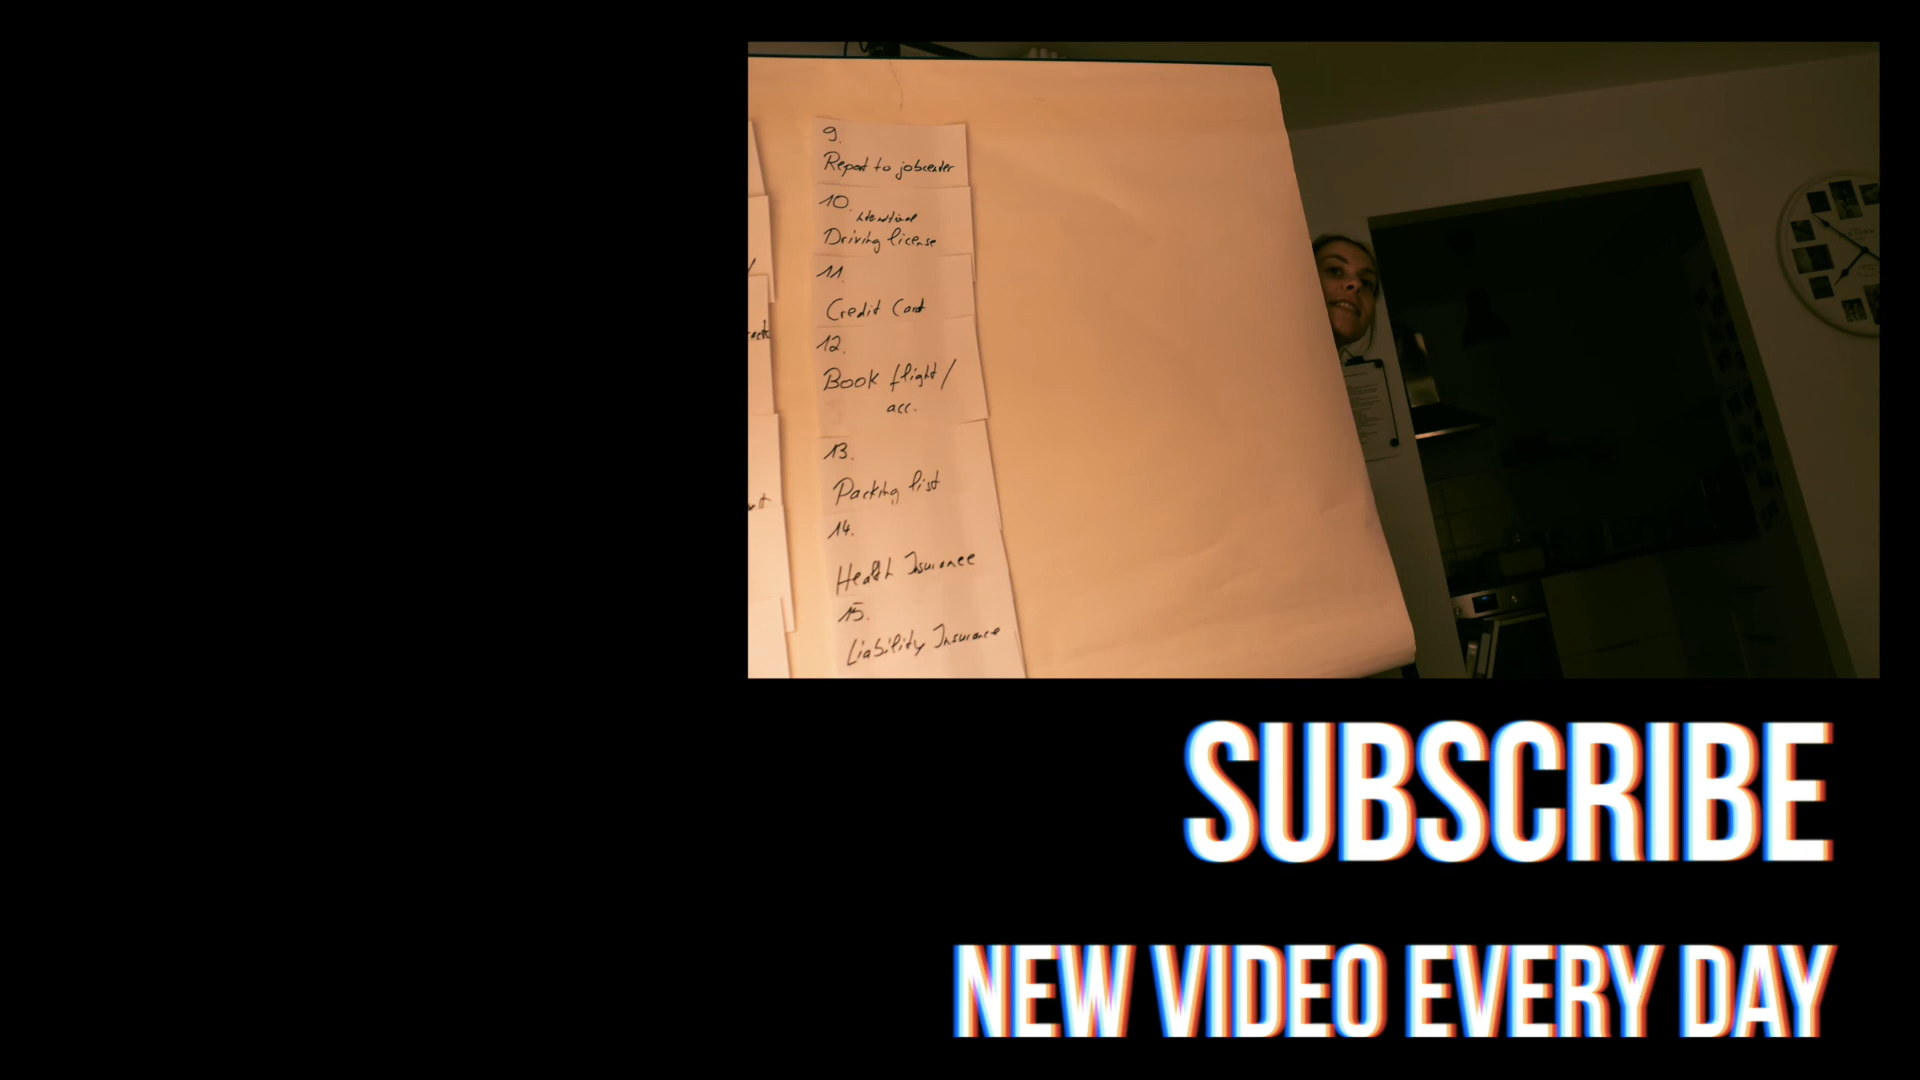 9.
Report to jobcenter
10.
Driving license
11.
Credit Card
12.
Book flight /
acc.
13.
Packing list
14.
Health Insurance
15.
Liability Insurance
SUBSCRIBE
NEW VIDEO EVERY DAY